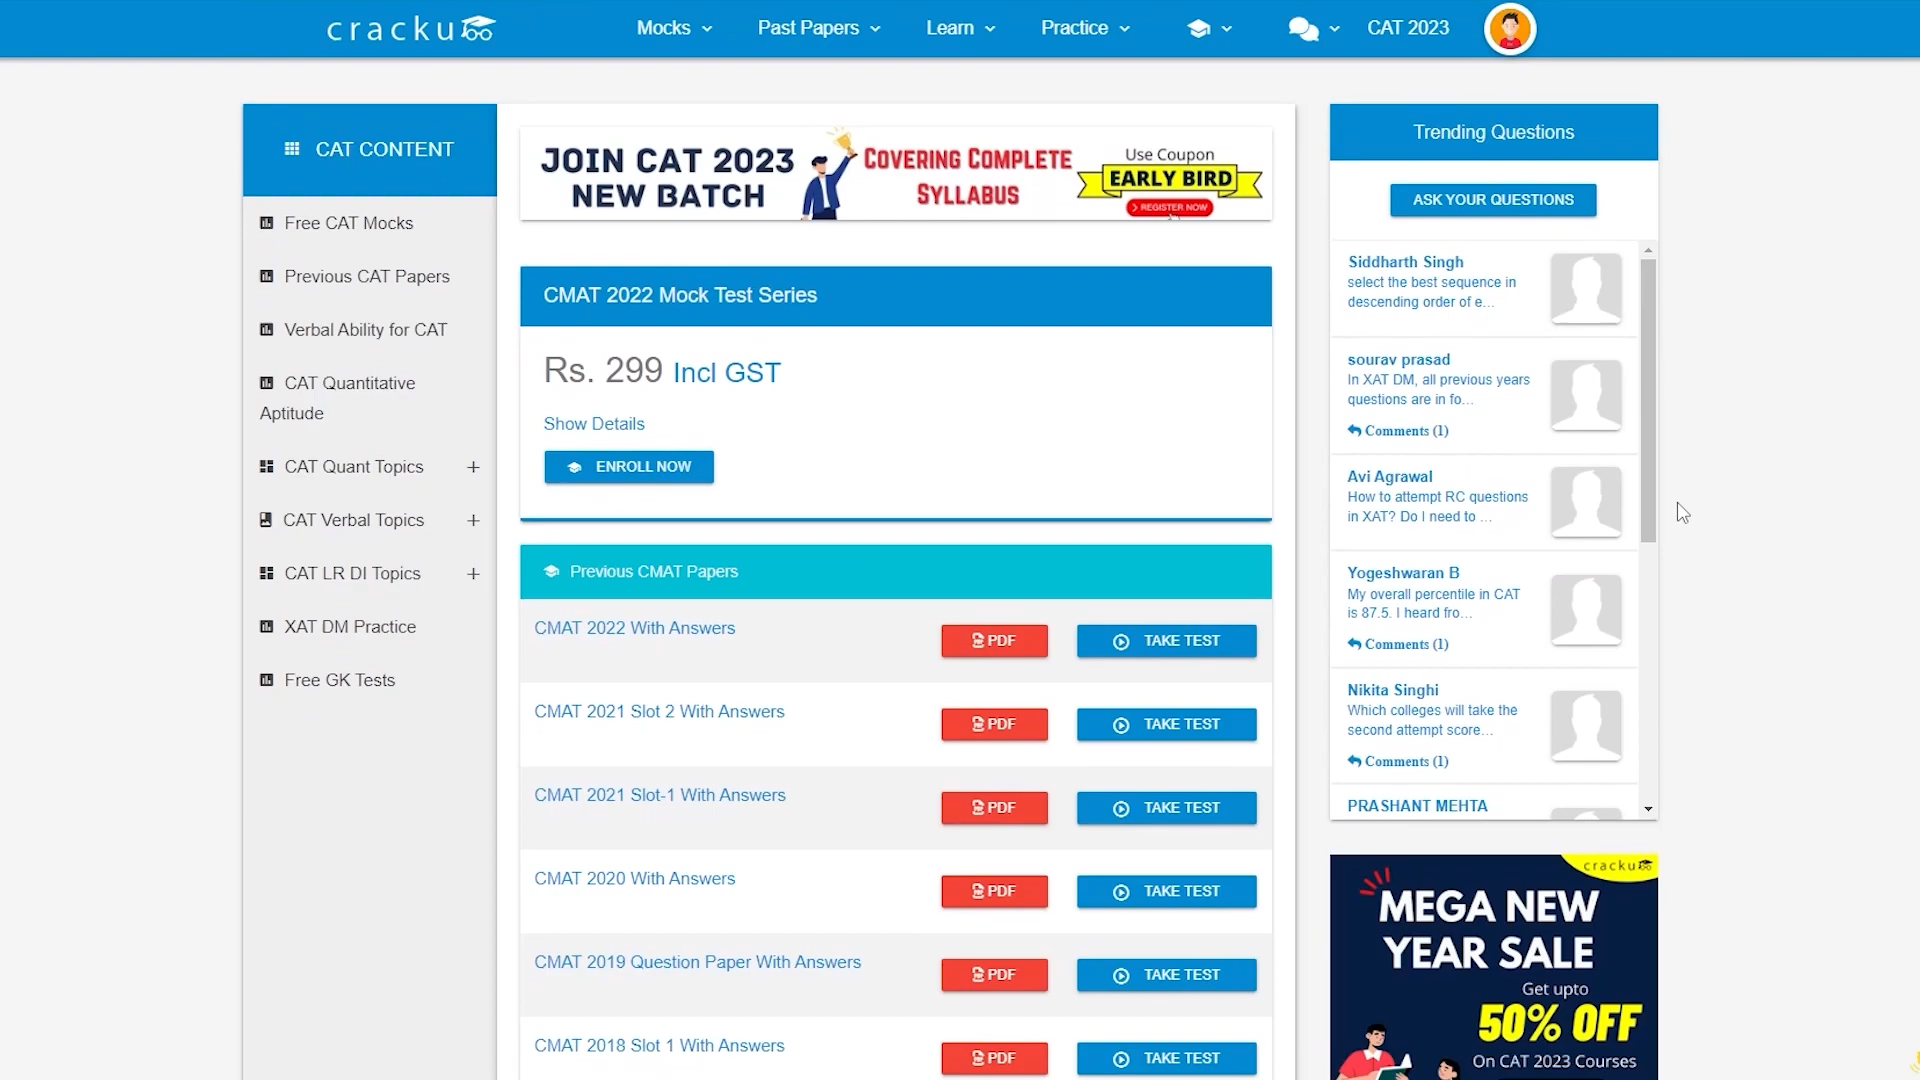 cracku
Mocks
Past Papers
Learn
Practice
CAT 2023
CAT CONTENT
Free CAT Mocks
Previous CAT Papers
Verbal Ability for CAT
CAT Quantitative
Aptitude
CAT Quant Topics +
CAT Verbal Topics +
CAT LR DI Topics +
XAT DM Practice
Free GK Tests
JOIN CAT 2023
NEW BATCH
COVERING COMPLETE
SYLLABUS
Use Coupon
EARLY BIRD
> REGISTER NOW
CMAT 2022 Mock Test Series
Rs. 299 Incl GST
Show Details
ENROLL NOW
Previous CMAT Papers
CMAT 2022 With Answers
PDF
TAKE TEST
CMAT 2021 Slot 2 With Answers
PDF
TAKE TEST
CMAT 2021 Slot-1 With Answers
PDF
TAKE TEST
CMAT 2020 With Answers
PDF
TAKE TEST
CMAT 2019 Question Paper With Answers
PDF
TAKE TEST
CMAT 2018 Slot 1 With Answers
PDF
TAKE TEST
Trending Questions
ASK YOUR QUESTIONS
Siddharth Singh
select the best sequence in
descending order of e...
sourav prasad
In XAT DM, all previous years
questions are in fo...
Comments (1)
Avi Agrawal
How to attempt RC questions
in XAT? Do I need to ...
Yogeshwaran B
My overall percentile in CAT
is 87.5. I heard fro...
Comments (1)
Nikita Singhi
Which colleges will take the
second attempt score...
Comments (1)
PRASHANT MEHTA
cracku
MEGA NEW
YEAR SALE
Get upto
50% OFF
On CAT 2023 Courses